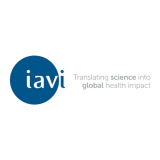 iavi
Translating science into
global health impact